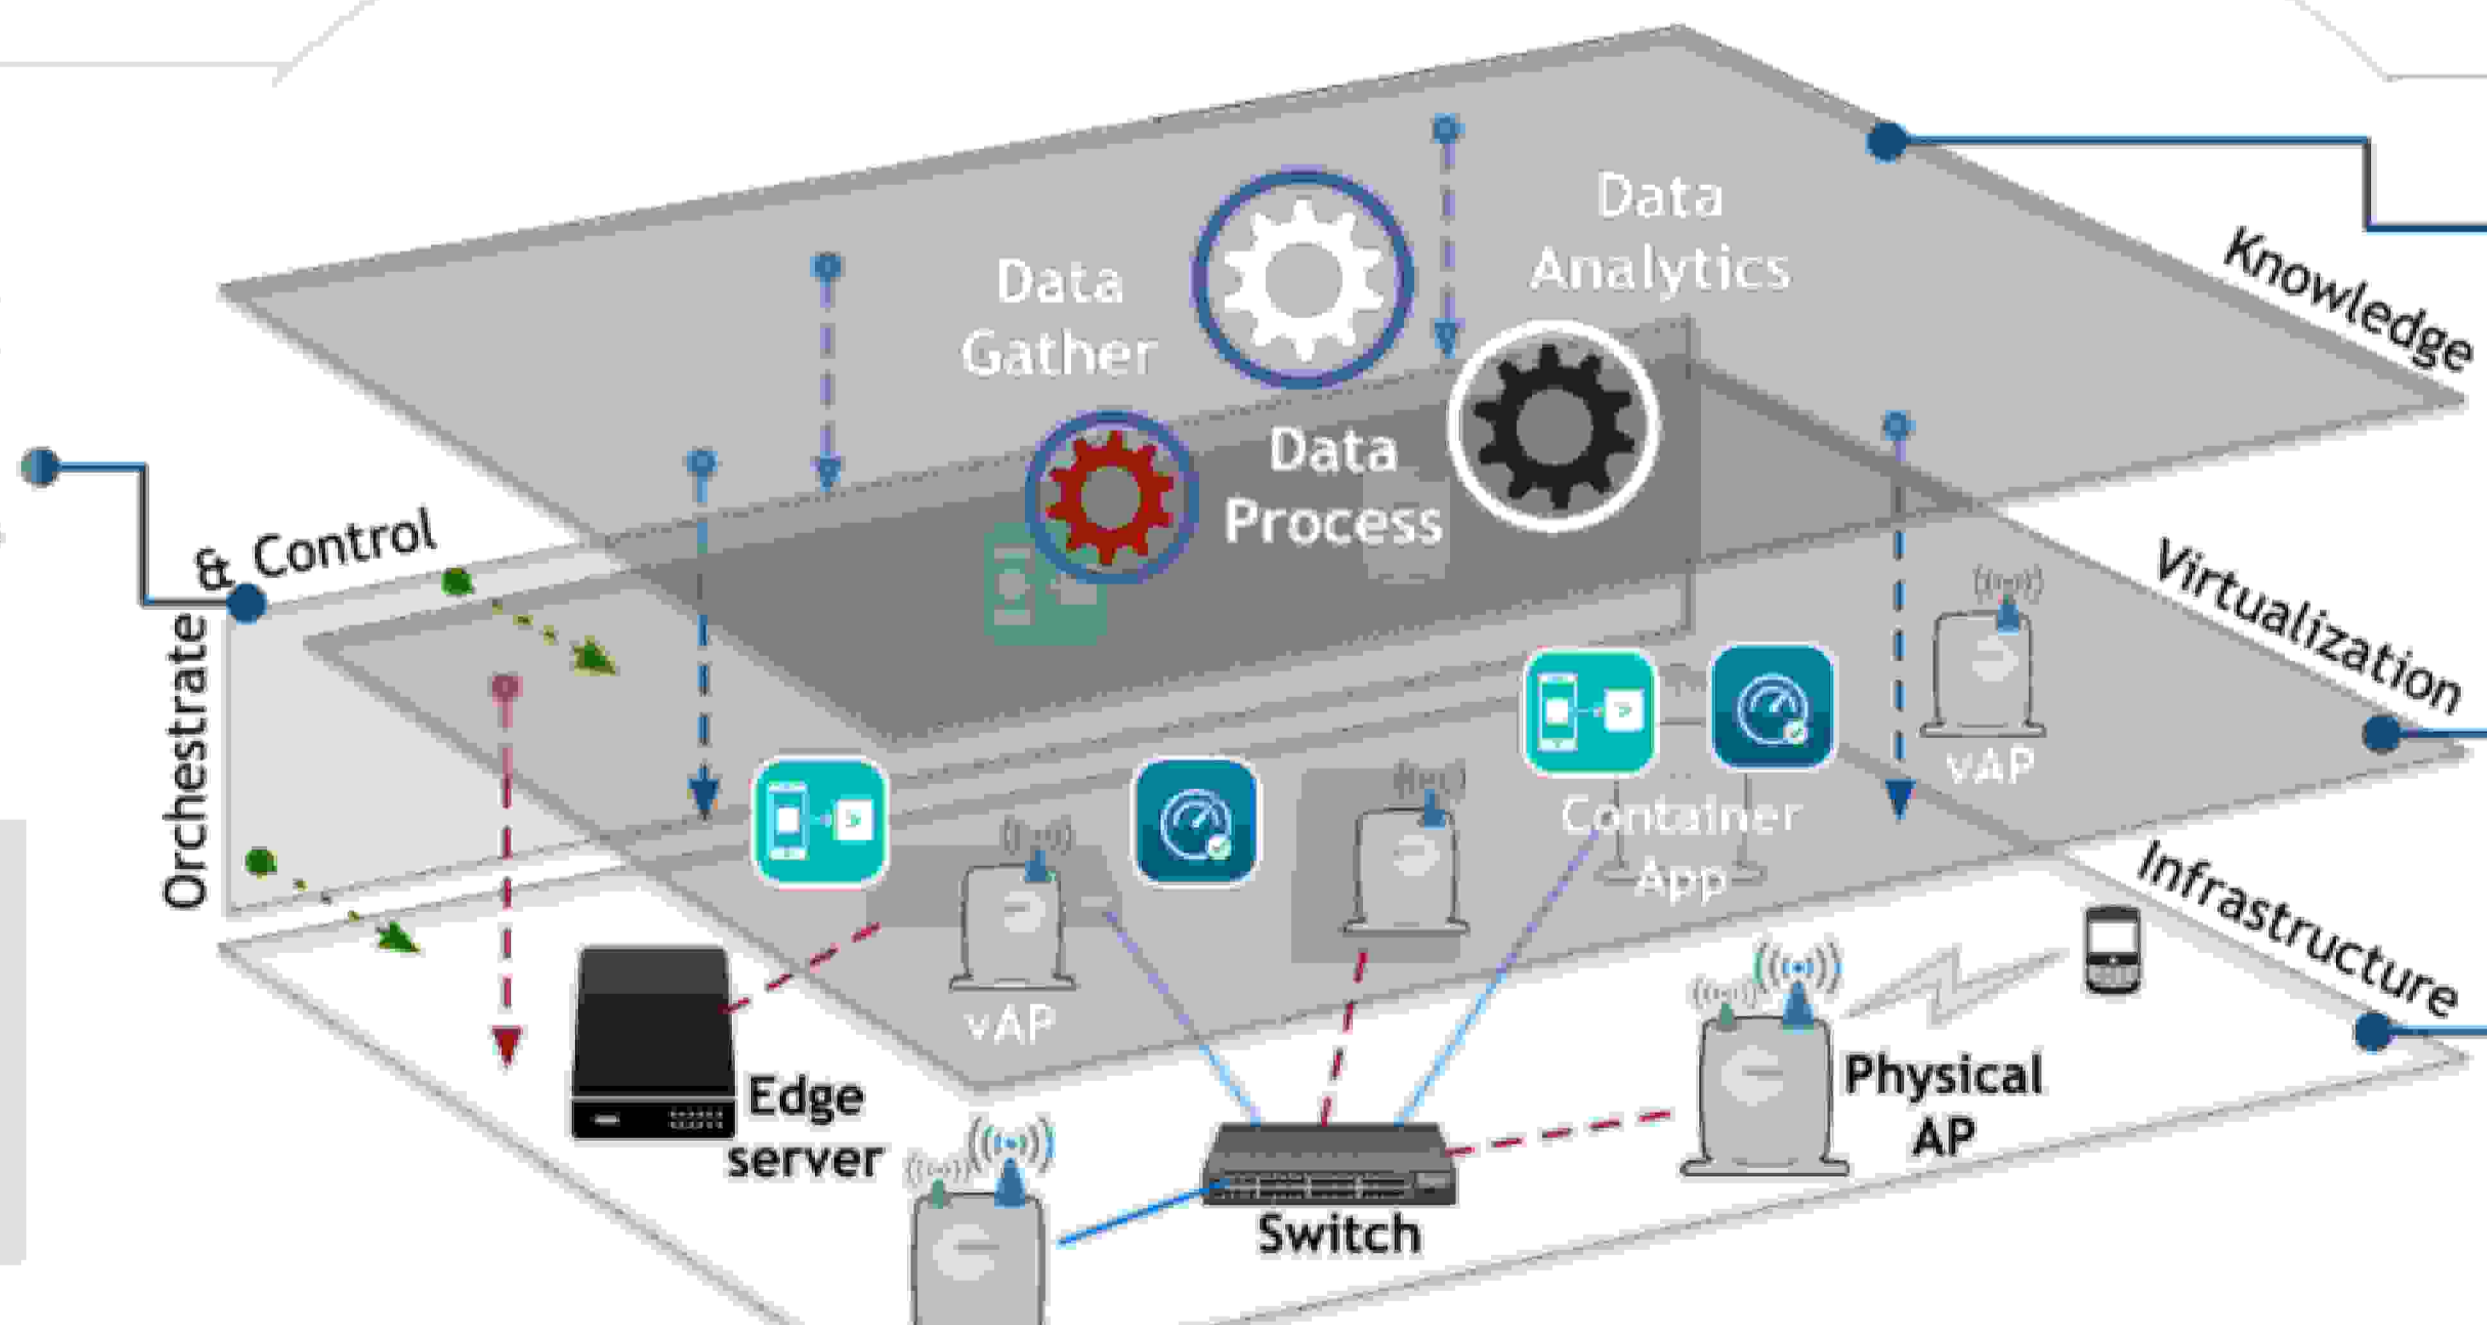 Data
Analytics
Data
Gather
Knowledge
Data
Process
& Control
Orchestrate
Virtualization
vAP
Container
App
Infrastructure
vAP
Physical
AP
Edge
server
Switch